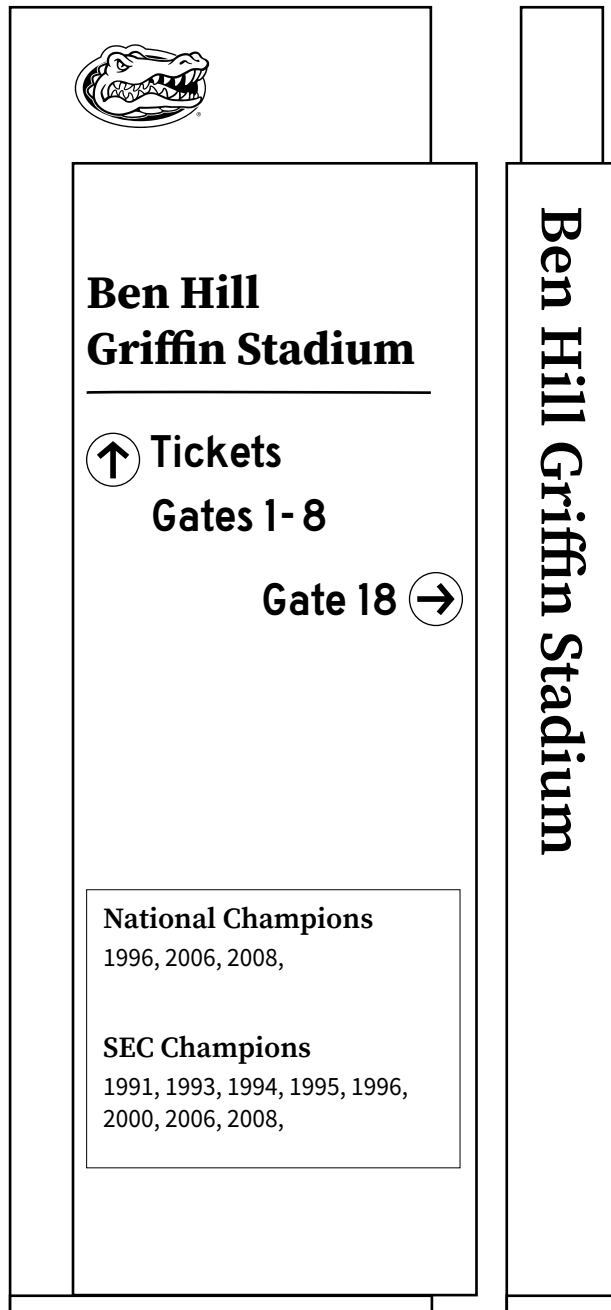 Ben Hill
Griffin Stadium
Tickets
Gates 1- 8
Gate 18
National Champions
1996, 2006, 2008,
SEC Champions
1991, 1993, 1994, 1995, 1996,
2000, 2006, 2008,
Ben Hill Griffin Stadium